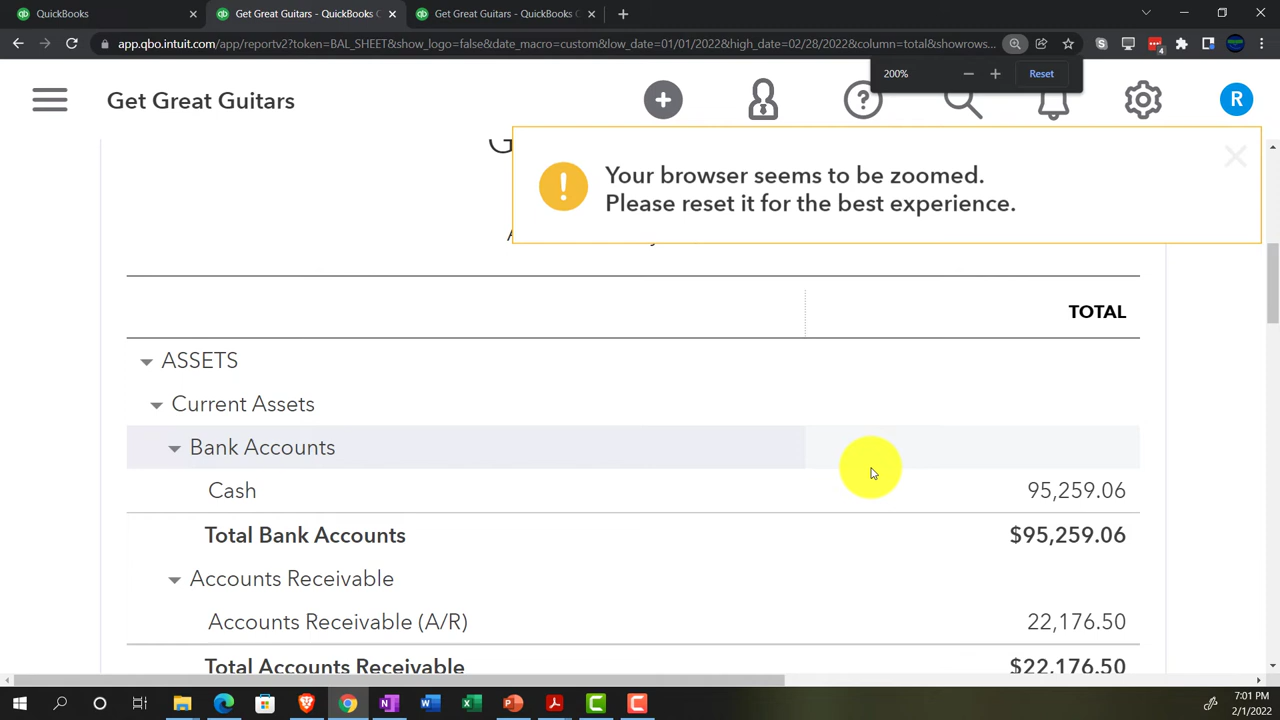 QuickBooks
Get Great Guitars - QuickBooks
Get Great Guitars - QuickBooks
app.qbo.intuit.com/app/reportv2?token=BAL_SHEET&show_logo=false&date_macro=custom&low_date=01/01/2022&high_date=02/28/2022&column=total&showrows...
4
200%
Reset
Get Great Guitars
R
Your browser seems to be zoomed.
Please reset it for the best experience.
TOTAL
ASSETS
Current Assets
Bank Accounts
Cash 95,259.06
Total Bank Accounts $95,259.06
Accounts Receivable
Accounts Receivable (A/R) 22,176.50
Total Accounts Receivable $22,176.50
7:01 PM
2/1/2022